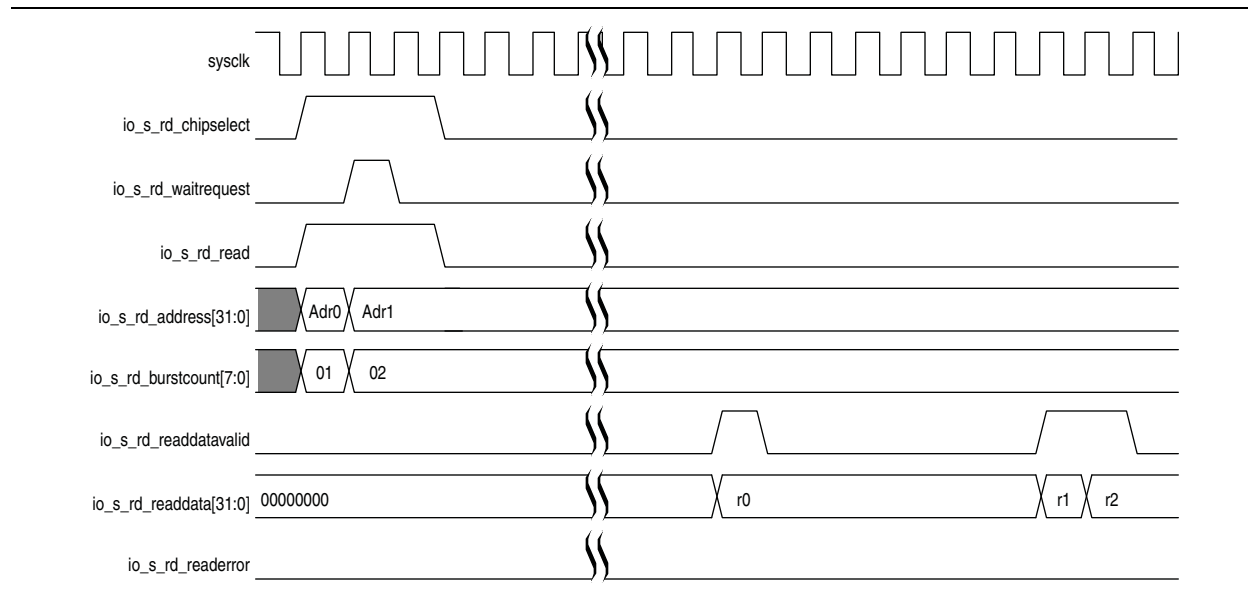 sysclk
io_s_rd_chipselect
io_s_rd_waitrequest
io_s_rd_read
io_s_rd_address[31:0] Adr0 Adr1
io_s_rd_burstcount[7:0] 01 02
io_s_rd_readdatavalid
io_s_rd_readdata[31:0] 00000000 r0 r1 r2
io_s_rd_readerror